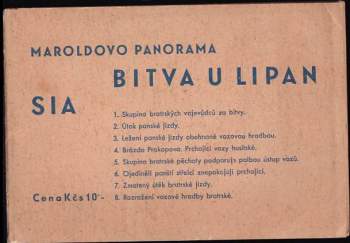 MAROLDOVO PANORAMA
BITVA U LIPAN
SIA
1. Skupina bratrských vojevůdců za bitvy.
2. Útok panské jízdy.
3. Ležení panské jízdy obehnané vozovou hradbou.
4. Brázda Prokopova. Prchající vozy husitské.
5. Skupina bratrské pěchoty podporuje palbou ústup vozů.
6. Ojedinělí panští střelci znepokojují prchající.
7. Zmatený útěk bratrské jízdy.
8. Rozražení vozové hradby bratrské.
Cena Kčs 10·-